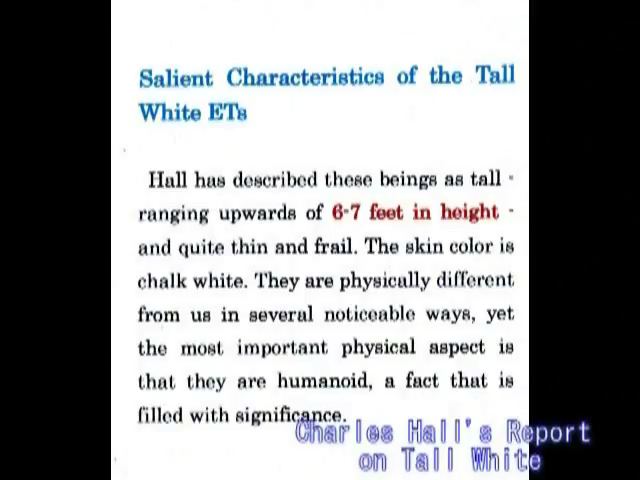 Salient Characteristics of the Tall
White ETs
Hall has described these beings as tall -
ranging upwards of 6-7 feet in height -
and quite thin and frail. The skin color is
chalk white. They are physically different
from us in several noticeable ways, yet
the most important physical aspect is
that they are humanoid, a fact that is
filled with significance.
Charles Hall's Report
on Tall White